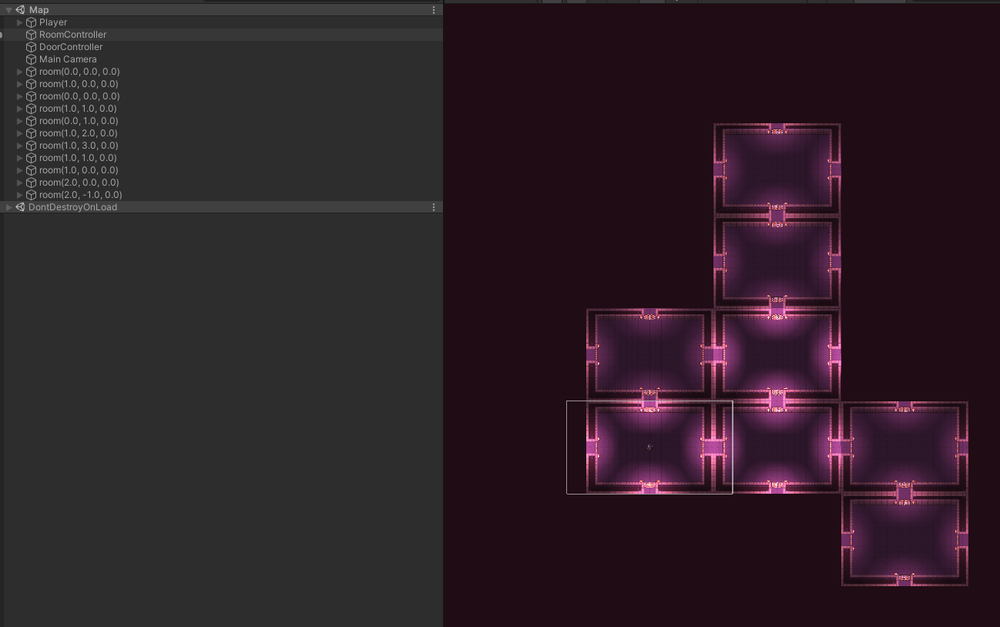 Map
Player
RoomController
DoorController
Main Camera
room(0.0, 0.0, 0.0)
room(1.0, 0.0, 0.0)
room(0.0, 0.0, 0.0)
room(1.0, 1.0, 0.0)
room(0.0, 1.0, 0.0)
room(1.0, 2.0, 0.0)
room(1.0, 3.0, 0.0)
room(1.0, 1.0, 0.0)
room(1.0, 0.0, 0.0)
room(2.0, 0.0, 0.0)
room(2.0, -1.0, 0.0)
DontDestroyOnLoad